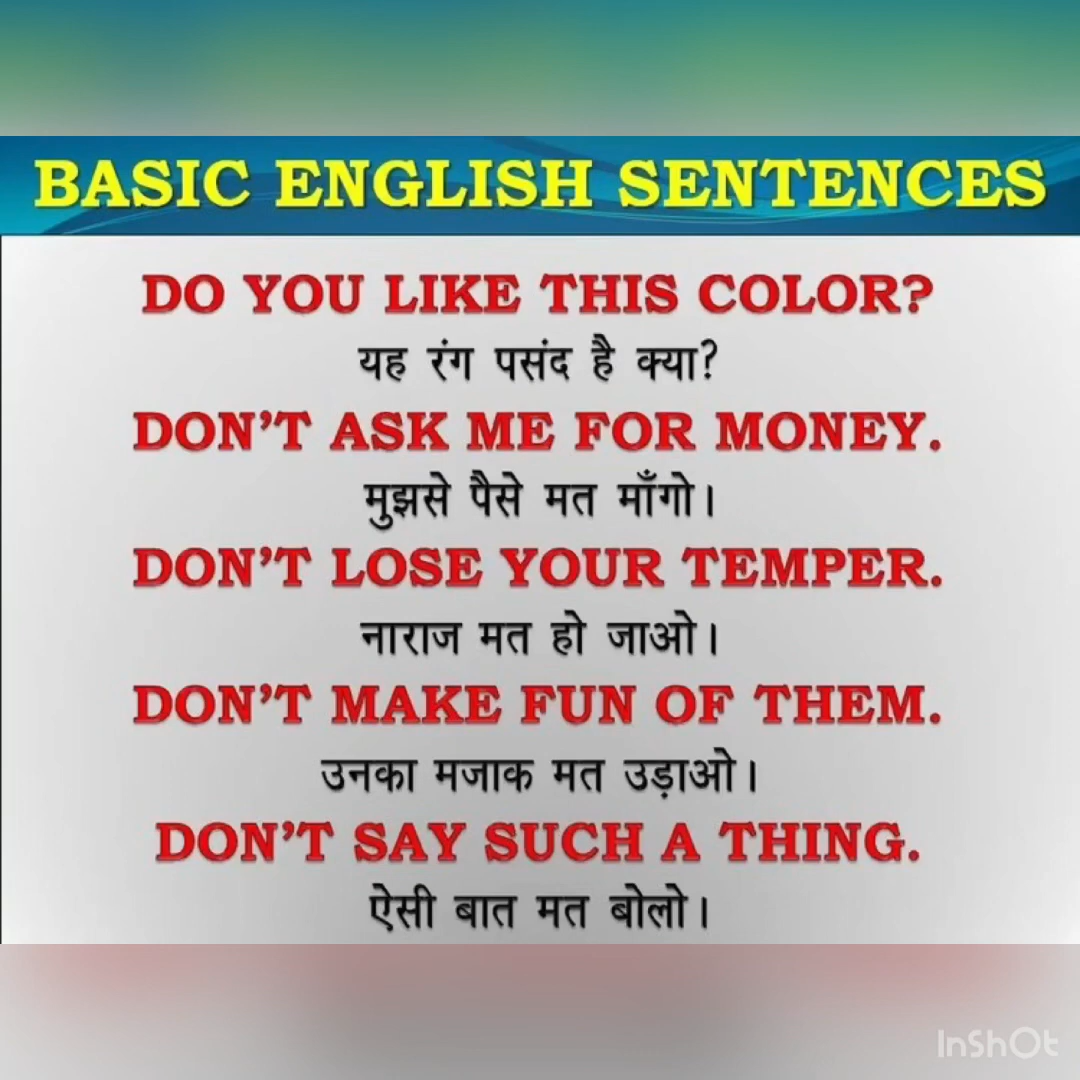 BASIC ENGLISH SENTENCES
DO YOU LIKE THIS COLOR?
यह रंग पसंद है क्या?
DON'T ASK ME FOR MONEY.
मुझसे पैसे मत माँगो।
DON'T LOSE YOUR TEMPER.
नाराज मत हो जाओ।
DON'T MAKE FUN OF THEM.
उनका मजाक मत उड़ाओ।
DON'T SAY SUCH A THING.
ऐसी बात मत बोलो।
InShOt